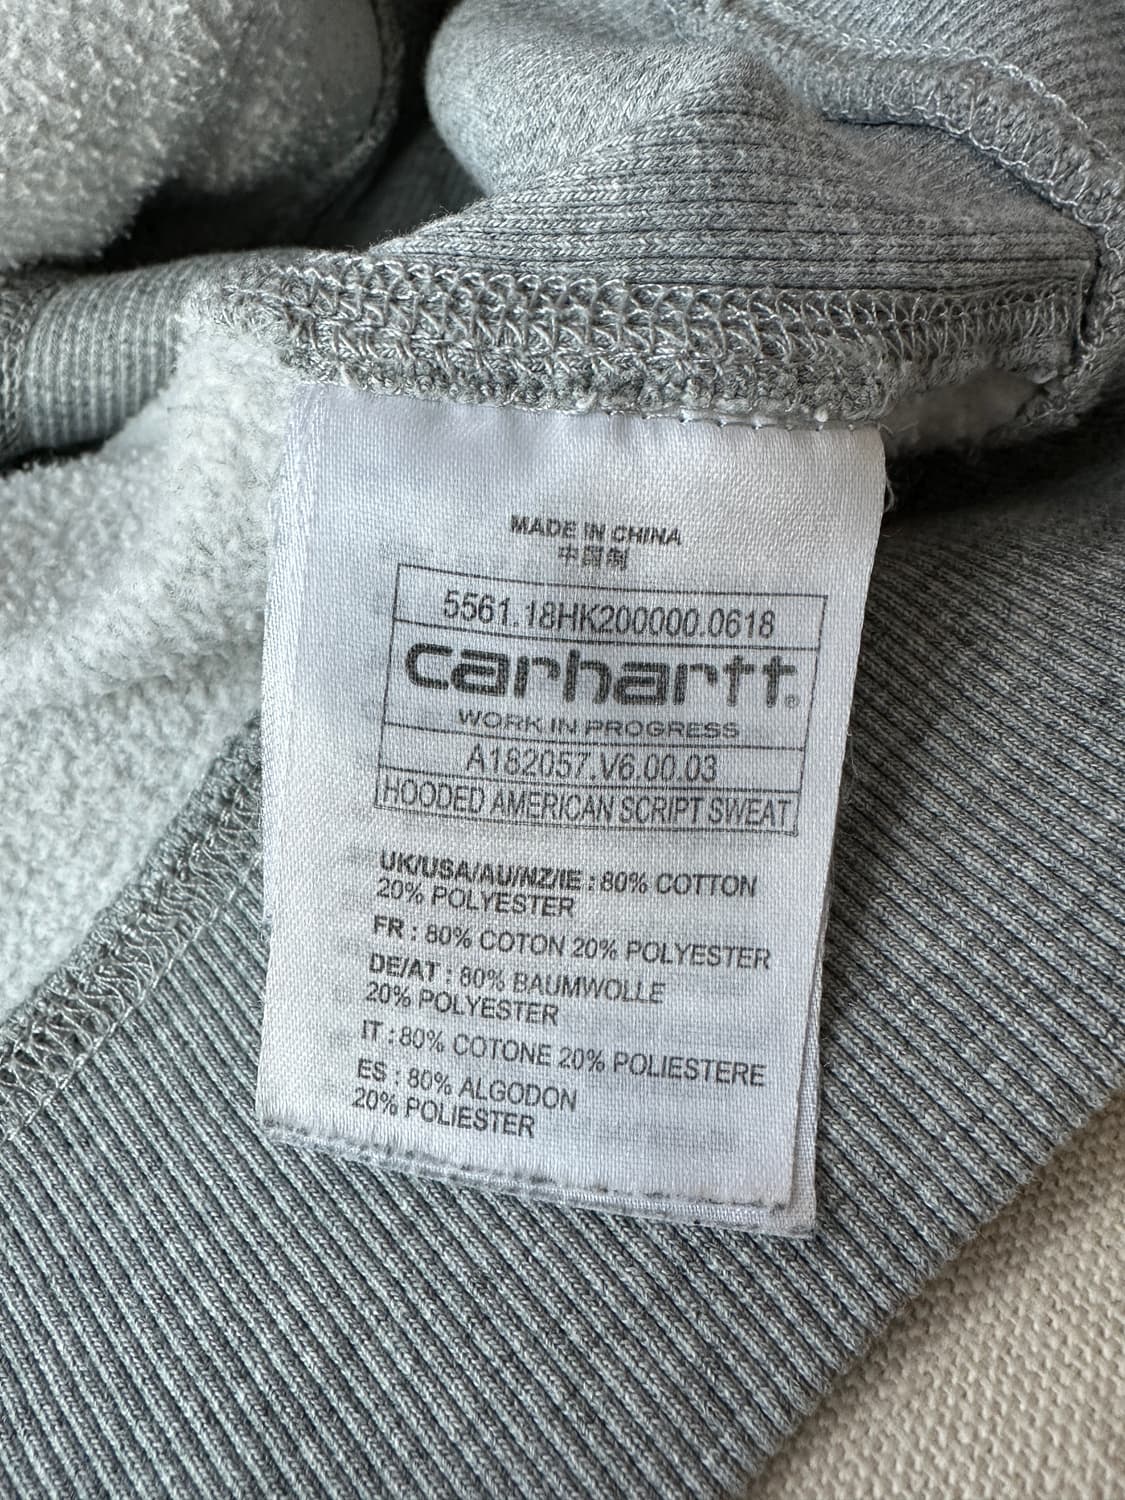 MADE IN CHINA
中国制
5561.18HK200000.0618
carhartt®
WORK IN PROGRESS
A182057.V6.00.03
HOODED AMERICAN SCRIPT SWEAT
UK/USA/AU/NZ/IE : 80% COTTON
20% POLYESTER
FR : 80% COTON 20% POLYESTER
DE/AT : 80% BAUMWOLLE
20% POLYESTER
IT : 80% COTONE 20% POLIESTERE
ES : 80% ALGODON
20% POLIESTER